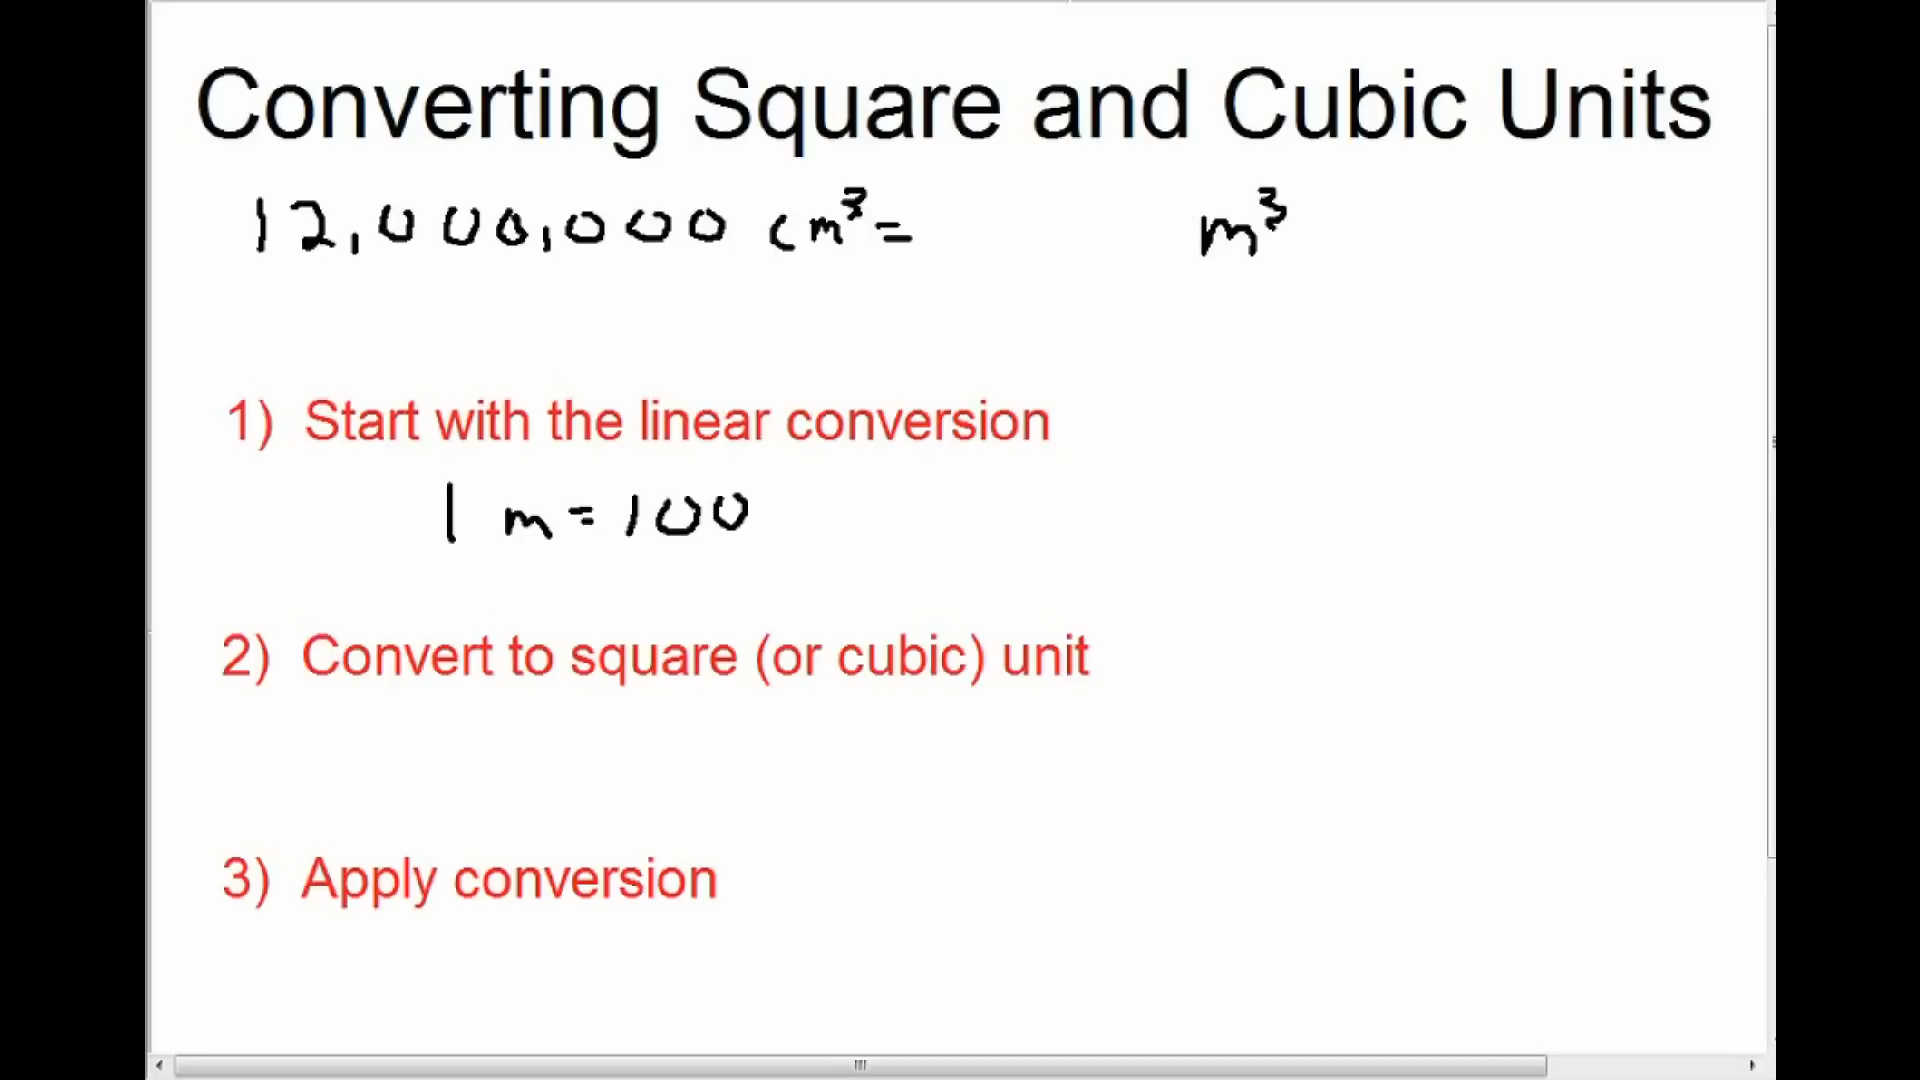 Converting Square and Cubic Units
12,000,000 cm³ = m³
1) Start with the linear conversion
1 m = 100
2) Convert to square (or cubic) unit
3) Apply conversion